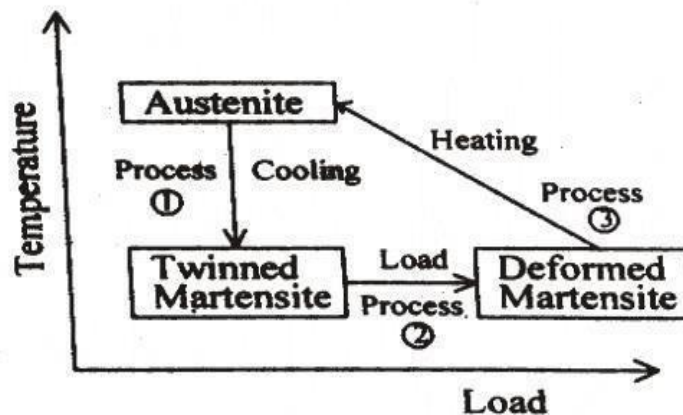 Temperature
Austenite
Heating
Process
①
Cooling
Process
③
Twinned
Martensite
Load
Process
②
Deformed
Martensite
Load